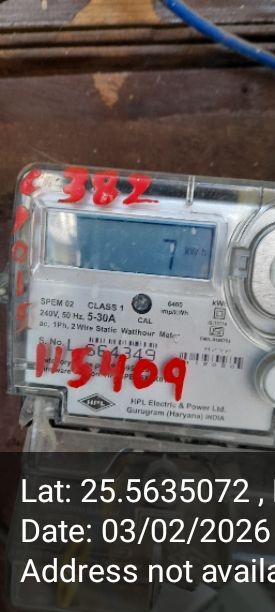 382
7 kWh
SPEM 02 CLASS 1 6400 imp/kWh
240V, 50 Hz, 5-30A CAL
ac, 1Ph, 2 Wire Static Watthour Meter
S. No.
564349
115409
HPL
HPL Electric & Power Ltd.
Gurugram (Haryana) INDIA
Lat: 25.5635072 ,
Date: 03/02/2026
Address not availa